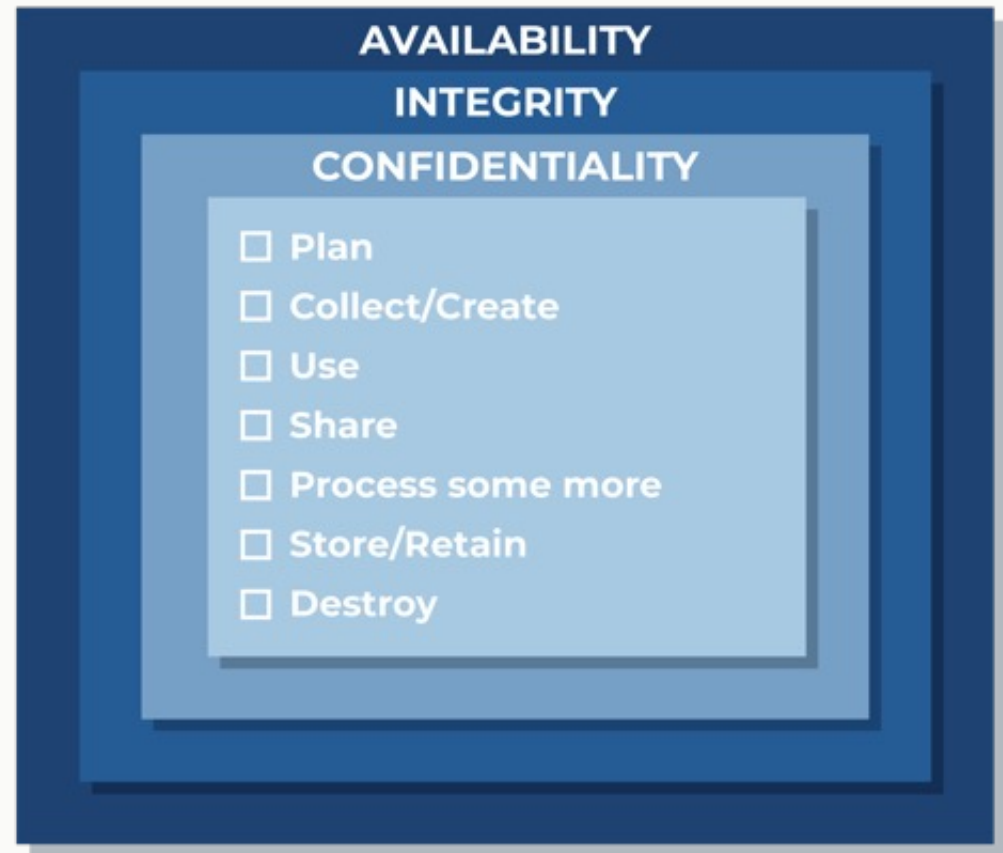 AVAILABILITY
INTEGRITY
CONFIDENTIALITY
☐ Plan
☐ Collect/Create
☐ Use
☐ Share
☐ Process some more
☐ Store/Retain
☐ Destroy